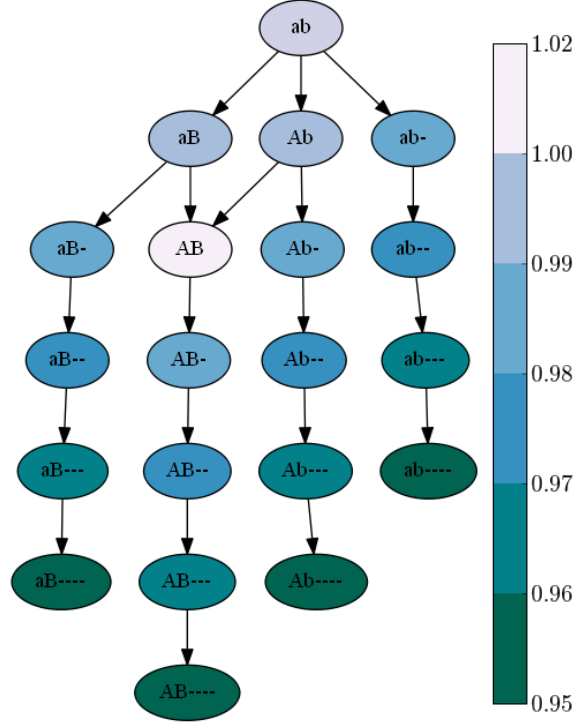 ab
1.02
aB Ab ab-
1.00
aB- AB Ab- ab--
0.99
aB-- AB- Ab-- ab---
0.98
aB--- AB-- Ab--- ab----
0.97
aB---- AB--- Ab----
0.96
AB----
0.95